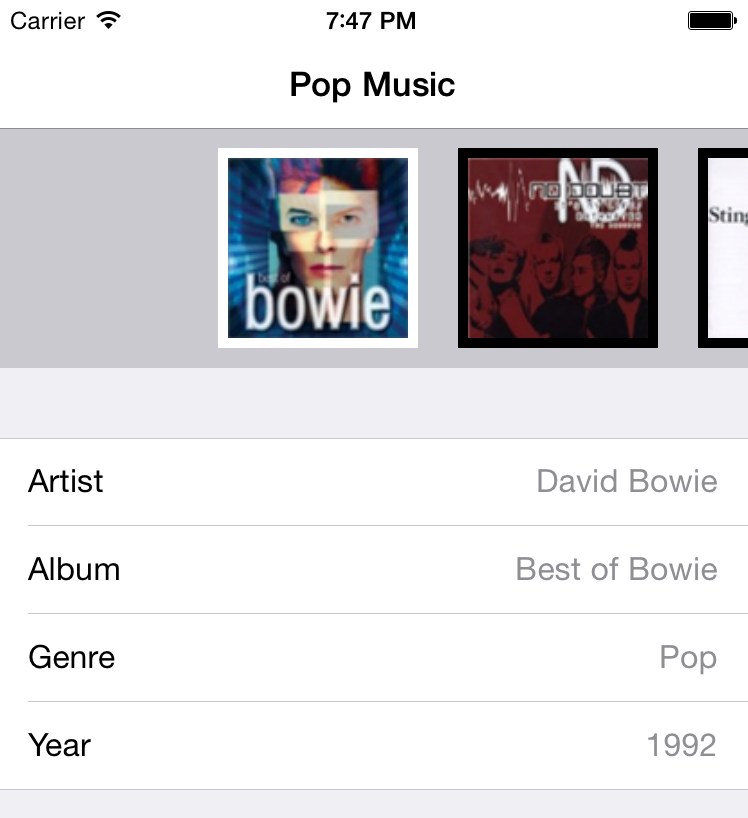 Carrier 7:47 PM
Pop Music
best of
bowie
ND
NO DOUBT
Sting
Artist David Bowie
Album Best of Bowie
Genre Pop
Year 1992